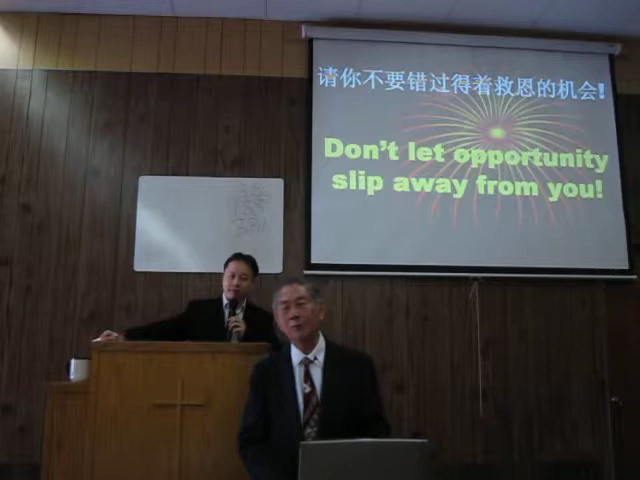 请你不要错过得着救恩的机会!
Don't let opportunity
slip away from you!